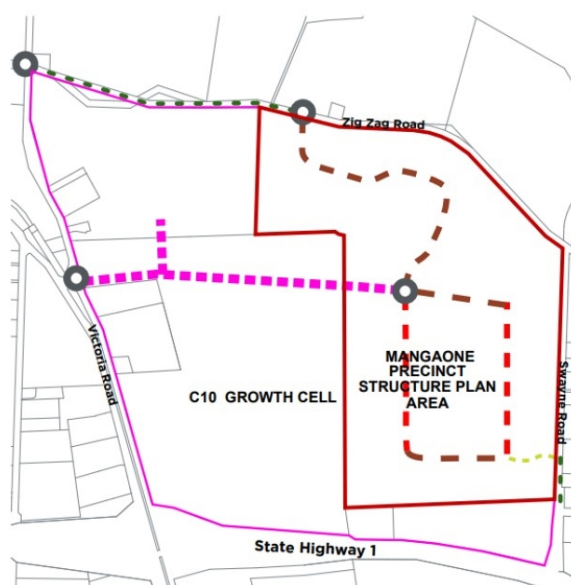 Zig Zag Road
Victoria Road
C10 GROWTH CELL
MANGAONE
PRECINCT
STRUCTURE PLAN
AREA
Swayne Road
State Highway 1